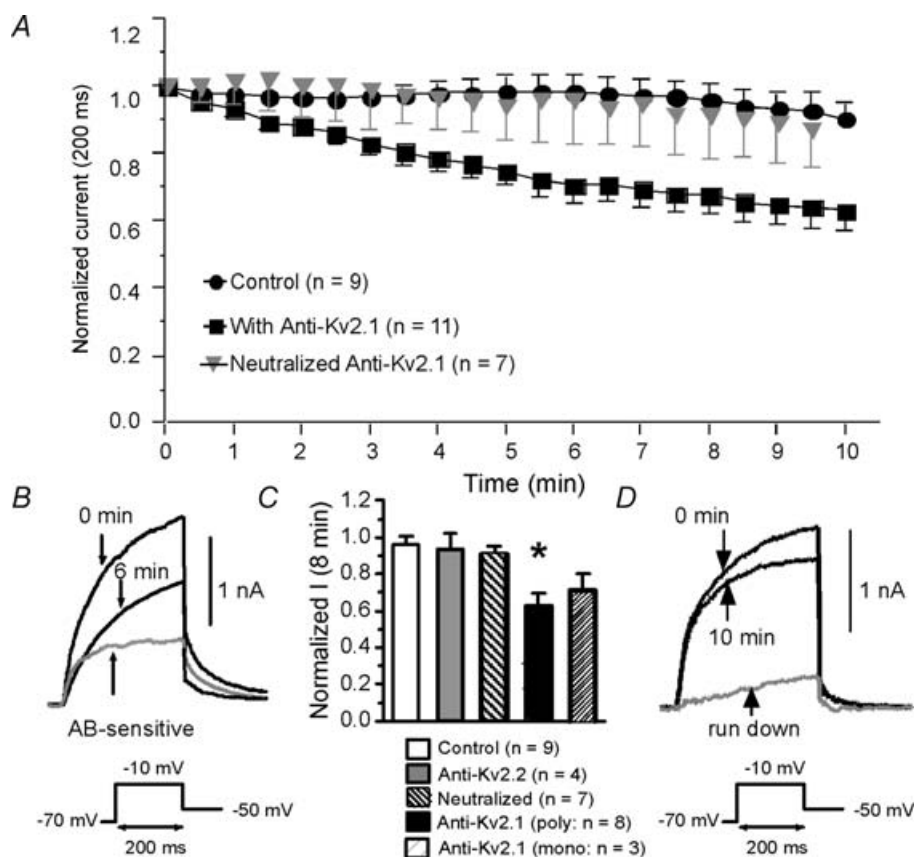 A
Normalized current (200 ms)
1.2
1.0
0.8
0.6
0.4
0.2
0.0
Control (n = 9)
With Anti-Kv2.1 (n = 11)
Neutralized Anti-Kv2.1 (n = 7)
0 1 2 3 4 5 6 7 8 9 10
Time (min)
B
0 min
6 min
1 nA
AB-sensitive
-10 mV
-70 mV
-50 mV
200 ms
C
Normalized I (8 min)
1.2
1.0
0.8
0.6
0.4
0.2
0.0
*
Control (n = 9)
Anti-Kv2.2 (n = 4)
Neutralized (n = 7)
Anti-Kv2.1 (poly: n = 8)
Anti-Kv2.1 (mono: n = 3)
D
0 min
10 min
1 nA
run down
-10 mV
-70 mV
-50 mV
200 ms